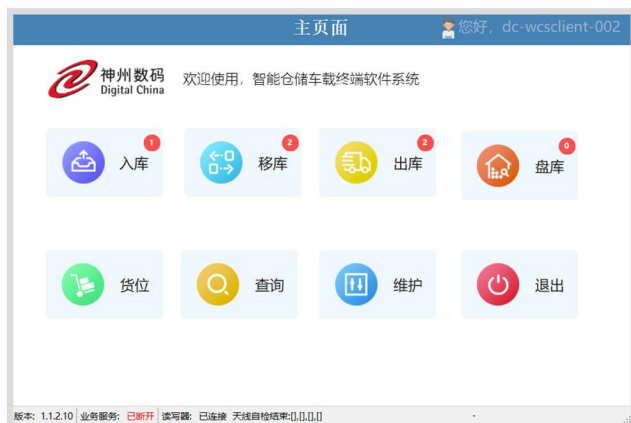 主页面
您好，dc-wcsclient-002
神州数码
Digital China
欢迎使用，智能仓储车载终端软件系统
1
入库
2
移库
2
出库
0
盘库
货位
查询
维护
退出
版本: 1.1.2.10 业务服务: 已断开 读写器: 已连接 天线自检结束:[],[],[],[] -